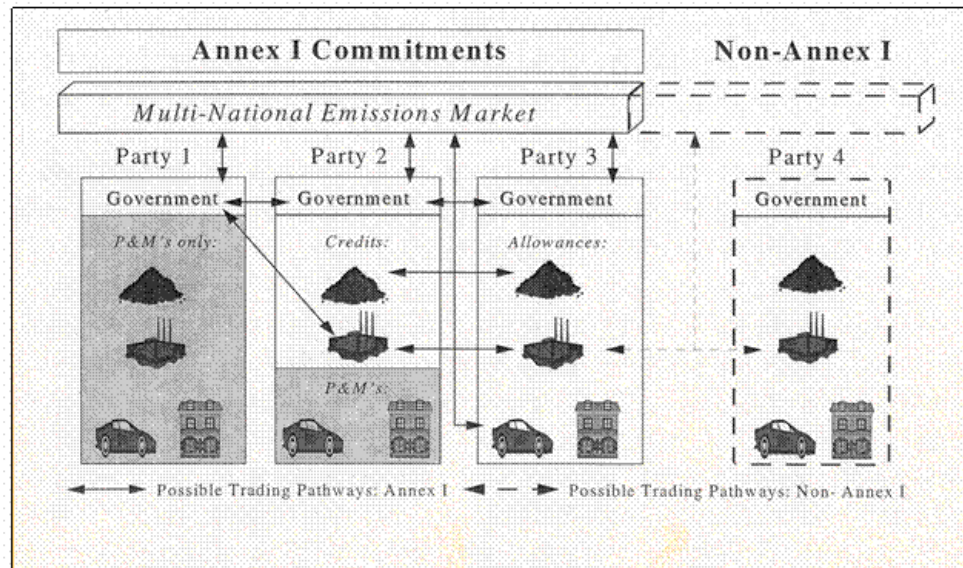 Annex I Commitments
Non-Annex I
Multi-National Emissions Market
Party 1
Party 2
Party 3
Party 4
Government
Government
Government
Government
P&M's only:
Credits:
Allowances:
P&M's:
Possible Trading Pathways: Annex I
Possible Trading Pathways: Non- Annex I